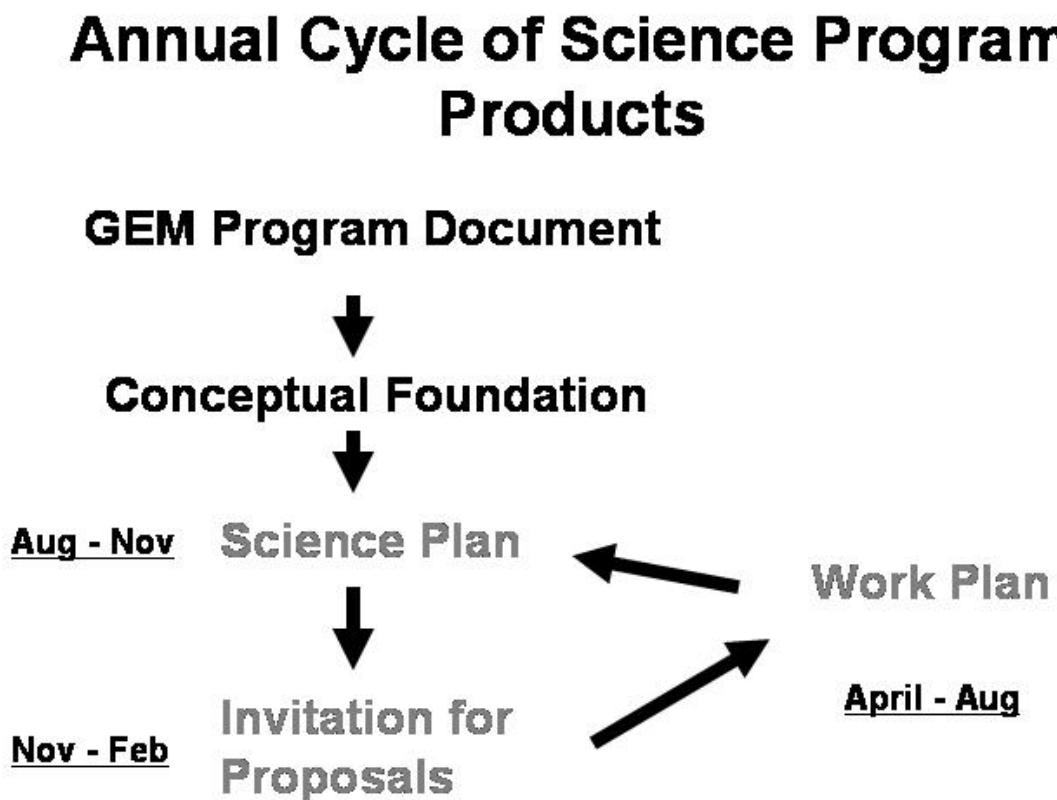 Annual Cycle of Science Program
Products
GEM Program Document
Conceptual Foundation
Aug - Nov
Science Plan
Work Plan
April - Aug
Invitation for
Proposals
Nov - Feb